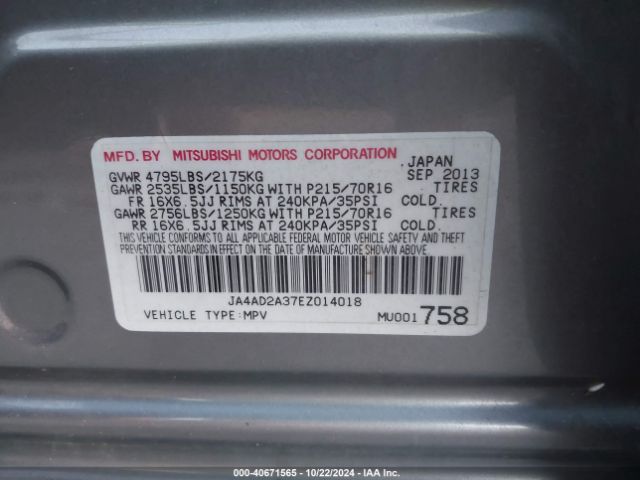 MFD. BY MITSUBISHI MOTORS CORPORATION JAPAN
GVWR 4795LBS/2175KG SEP 2013
GAWR 2535LBS/1150KG WITH P215/70R16 TIRES
FR 16X6.5JJ RIMS AT 240KPA/35PSI COLD.
GAWR 2756LBS/1250KG WITH P215/70R16 TIRES
RR 16X6.5JJ RIMS AT 240KPA/35PSI COLD.
THIS VEHICLE CONFORMS TO ALL APPLICABLE FEDERAL MOTOR VEHICLE SAFETY AND THEFT
PREVENTION STANDARDS IN EFFECT ON THE DATE OF MANUFACTURE SHOWN ABOVE.
JA4AD2A37EZ014018
VEHICLE TYPE:MPV MU001 758
000-40671565 - 10/22/2024 - IAA Inc.